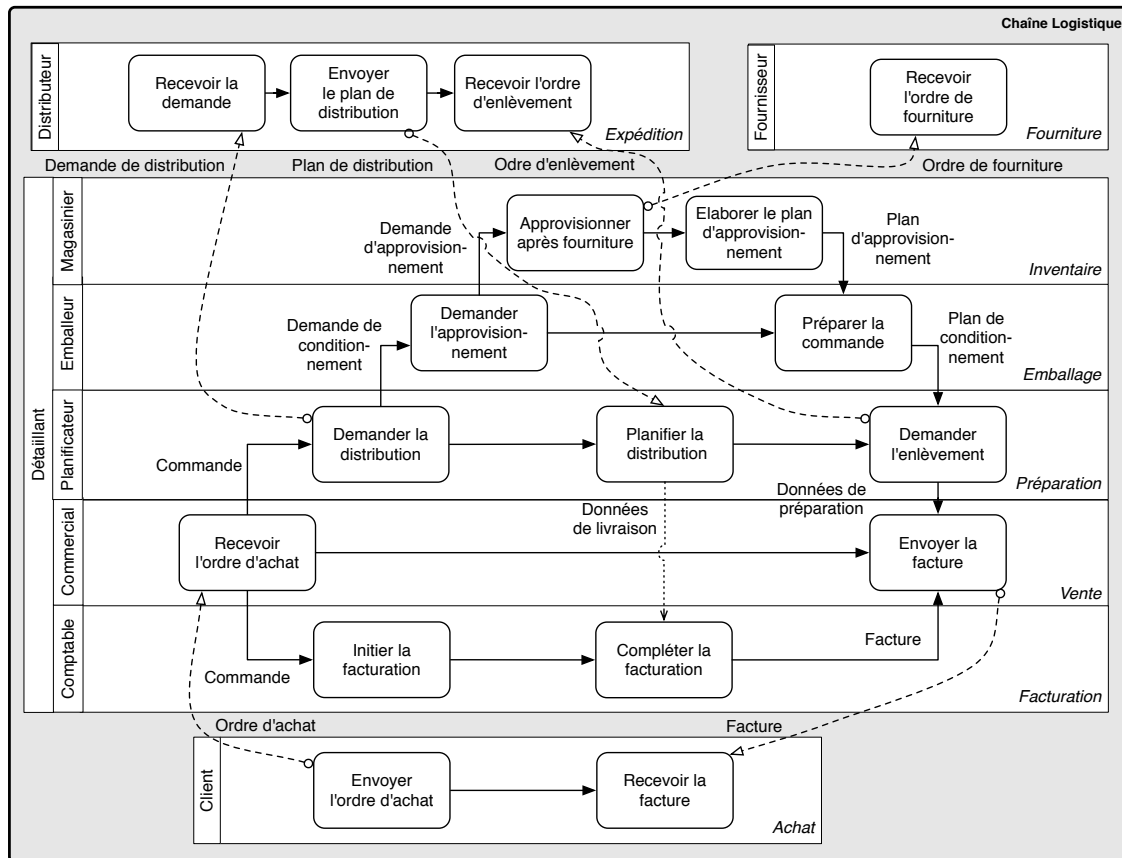 Chaîne Logistique
Distributeur
Recevoir la
demande
Envoyer
le plan de
distribution
Recevoir l'ordre
d'enlèvement
Expédition
Fournisseur
Recevoir
l'ordre de
fourniture
Fourniture
Demande de distribution
Plan de distribution
Odre d'enlèvement
Ordre de fourniture
Détaiillant
Magasinier
Demande
d'approvision-
nement
Approvisionner
après fourniture
Elaborer le plan
d'approvision-
nement
Plan
d'approvision-
nement
Inventaire
Emballeur
Demande de
condition-
nement
Demander
l'approvision-
nement
Préparer la
commande
Plan de
condition-
nement
Emballage
Planificateur
Commande
Demander la
distribution
Planifier la
distribution
Demander
l'enlèvement
Préparation
Commercial
Recevoir
l'ordre d'achat
Données
de livraison
Données de
préparation
Envoyer la
facture
Vente
Comptable
Commande
Initier la
facturation
Compléter la
facturation
Facture
Facturation
Ordre d'achat
Facture
Client
Envoyer
l'ordre d'achat
Recevoir la
facture
Achat